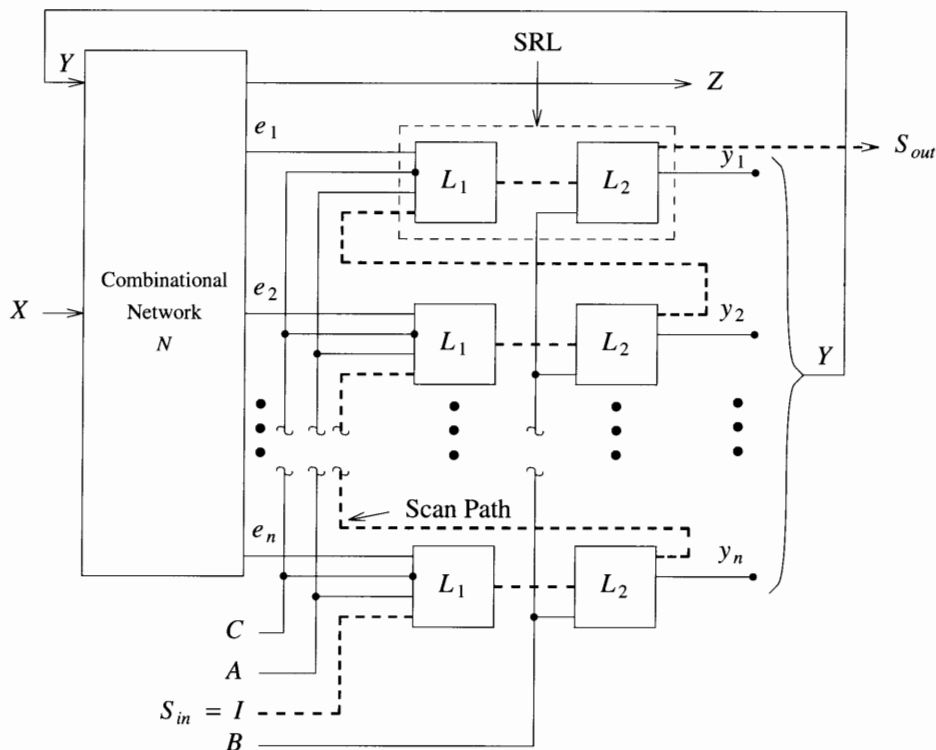 SRL
Y
Z
e1
Sout
L1
L2
y1
Combinational
Network
N
X
e2
L1
L2
y2
Y
Scan Path
en
L1
L2
yn
C
A
Sin = I
B